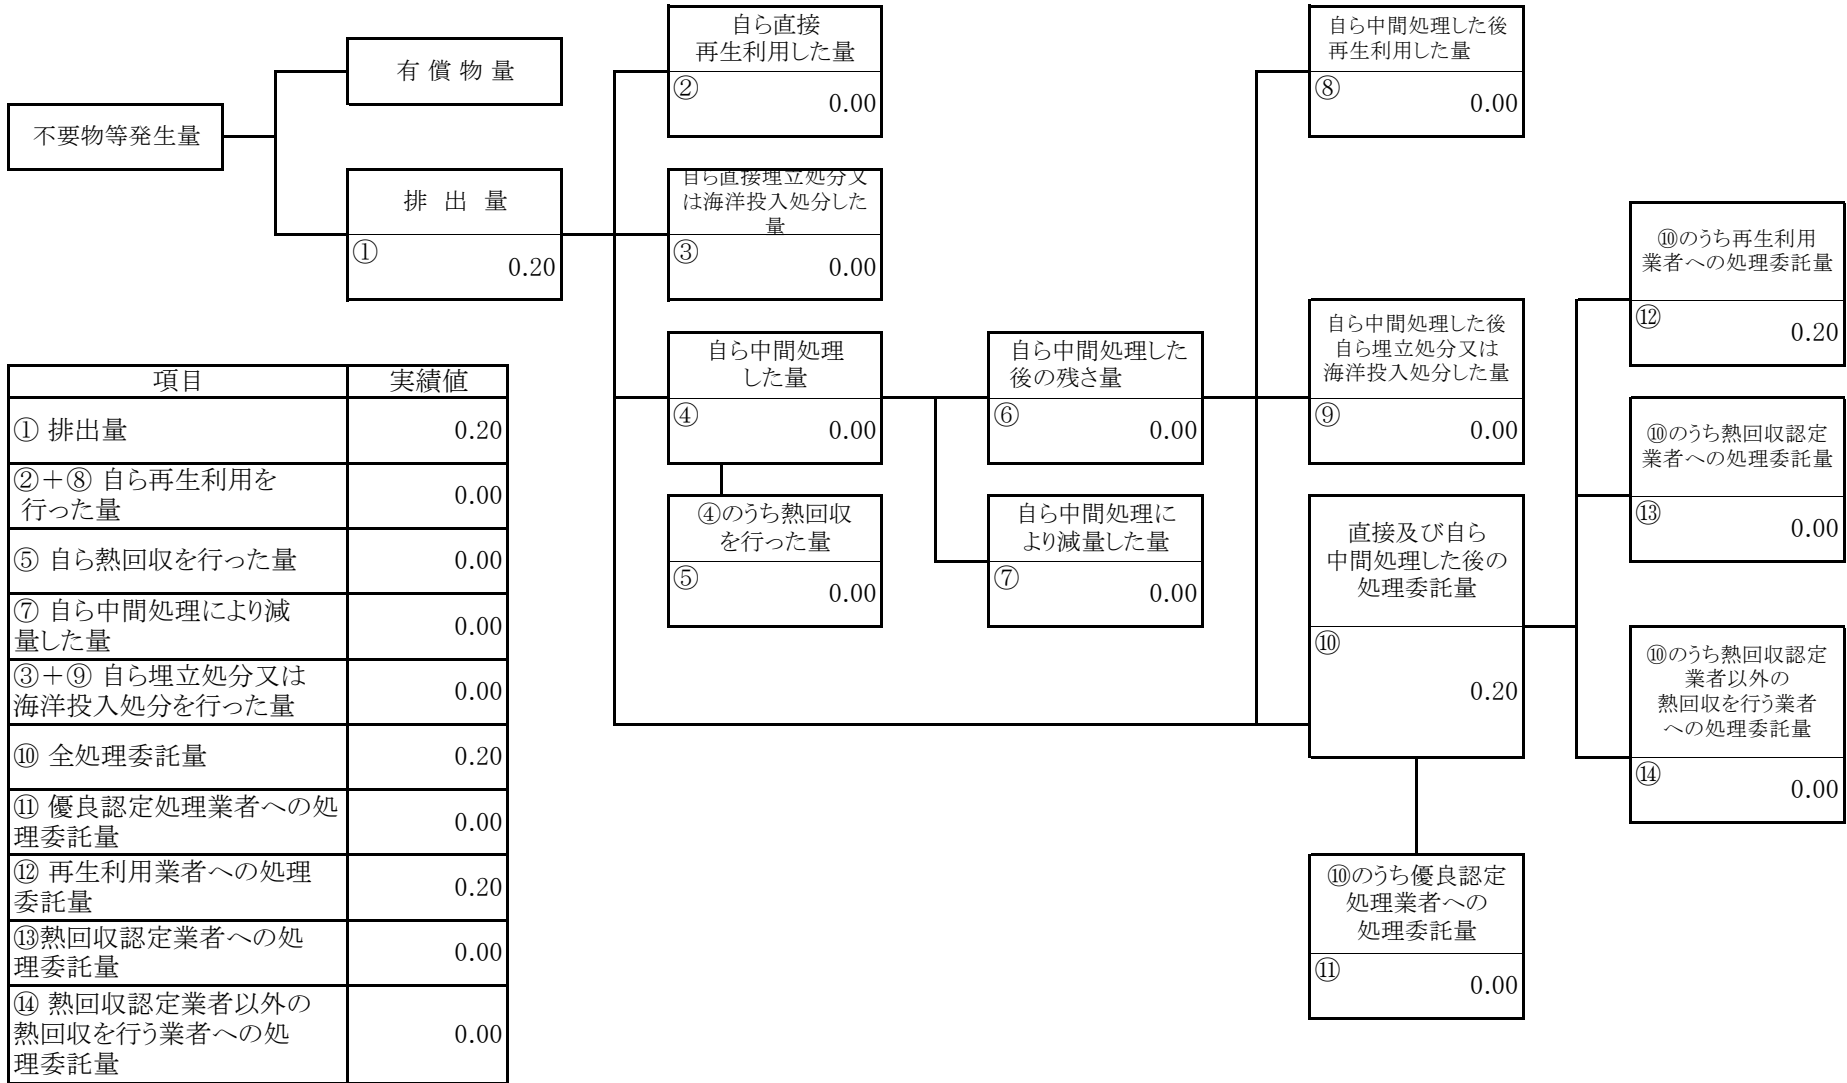 不要物等発生量
有 償 物 量
排 出 量
①
0.20
自ら直接
再生利用した量
②
0.00
自ら直接埋立処分又
は海洋投入処分した
量
③
0.00
自ら中間処理
した量
④
0.00
④のうち熱回収
を行った量
⑤
0.00
自ら中間処理した
後の残さ量
⑥
0.00
自ら中間処理に
より減量した量
⑦
0.00
自ら中間処理した後
再生利用した量
⑧
0.00
自ら中間処理した後
自ら埋立処分又は
海洋投入処分した量
⑨
0.00
直接及び自ら
中間処理した後の
処理委託量
⑩
0.20
⑩のうち優良認定
処理業者への
処理委託量
⑪
0.00
⑩のうち再生利用
業者への処理委託量
⑫
0.20
⑩のうち熱回収認定
業者への処理委託量
⑬
0.00
⑩のうち熱回収認定
業者以外の
熱回収を行う業者
への処理委託量
⑭
0.00
項目 実績値
① 排出量 0.20
②＋⑧ 自ら再生利用を
行った量 0.00
⑤ 自ら熱回収を行った量 0.00
⑦ 自ら中間処理により減
量した量 0.00
③＋⑨ 自ら埋立処分又は
海洋投入処分を行った量 0.00
⑩ 全処理委託量 0.20
⑪ 優良認定処理業者への処
理委託量 0.00
⑫ 再生利用業者への処理
委託量 0.20
⑬熱回収認定業者への処
理委託量 0.00
⑭ 熱回収認定業者以外の
熱回収を行う業者への処
理委託量 0.00